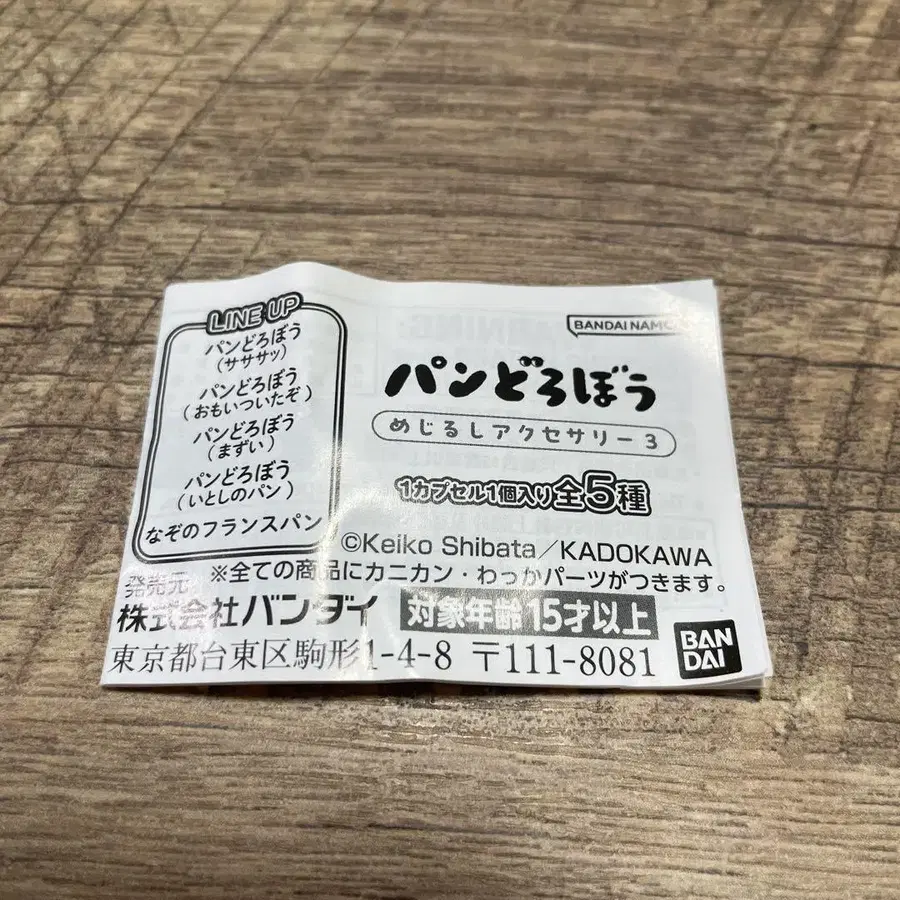 LINE UP
パンどろぼう
(サササッ)
パンどろぼう
(おもいついたぞ)
パンどろぼう
(まずい)
パンどろぼう
(いとしのパン)
なぞのフランスパン
BANDAI NAMCO
パンどろぼう
めじるしアクセサリー3
1カプセル1個入り全5種
©Keiko Shibata／KADOKAWA
※全ての商品にカニカン・わっかパーツがつきます。
発売元
株式会社バンダイ
対象年齢15才以上
東京都台東区駒形1-4-8 〒111-8081
BAN
DAI